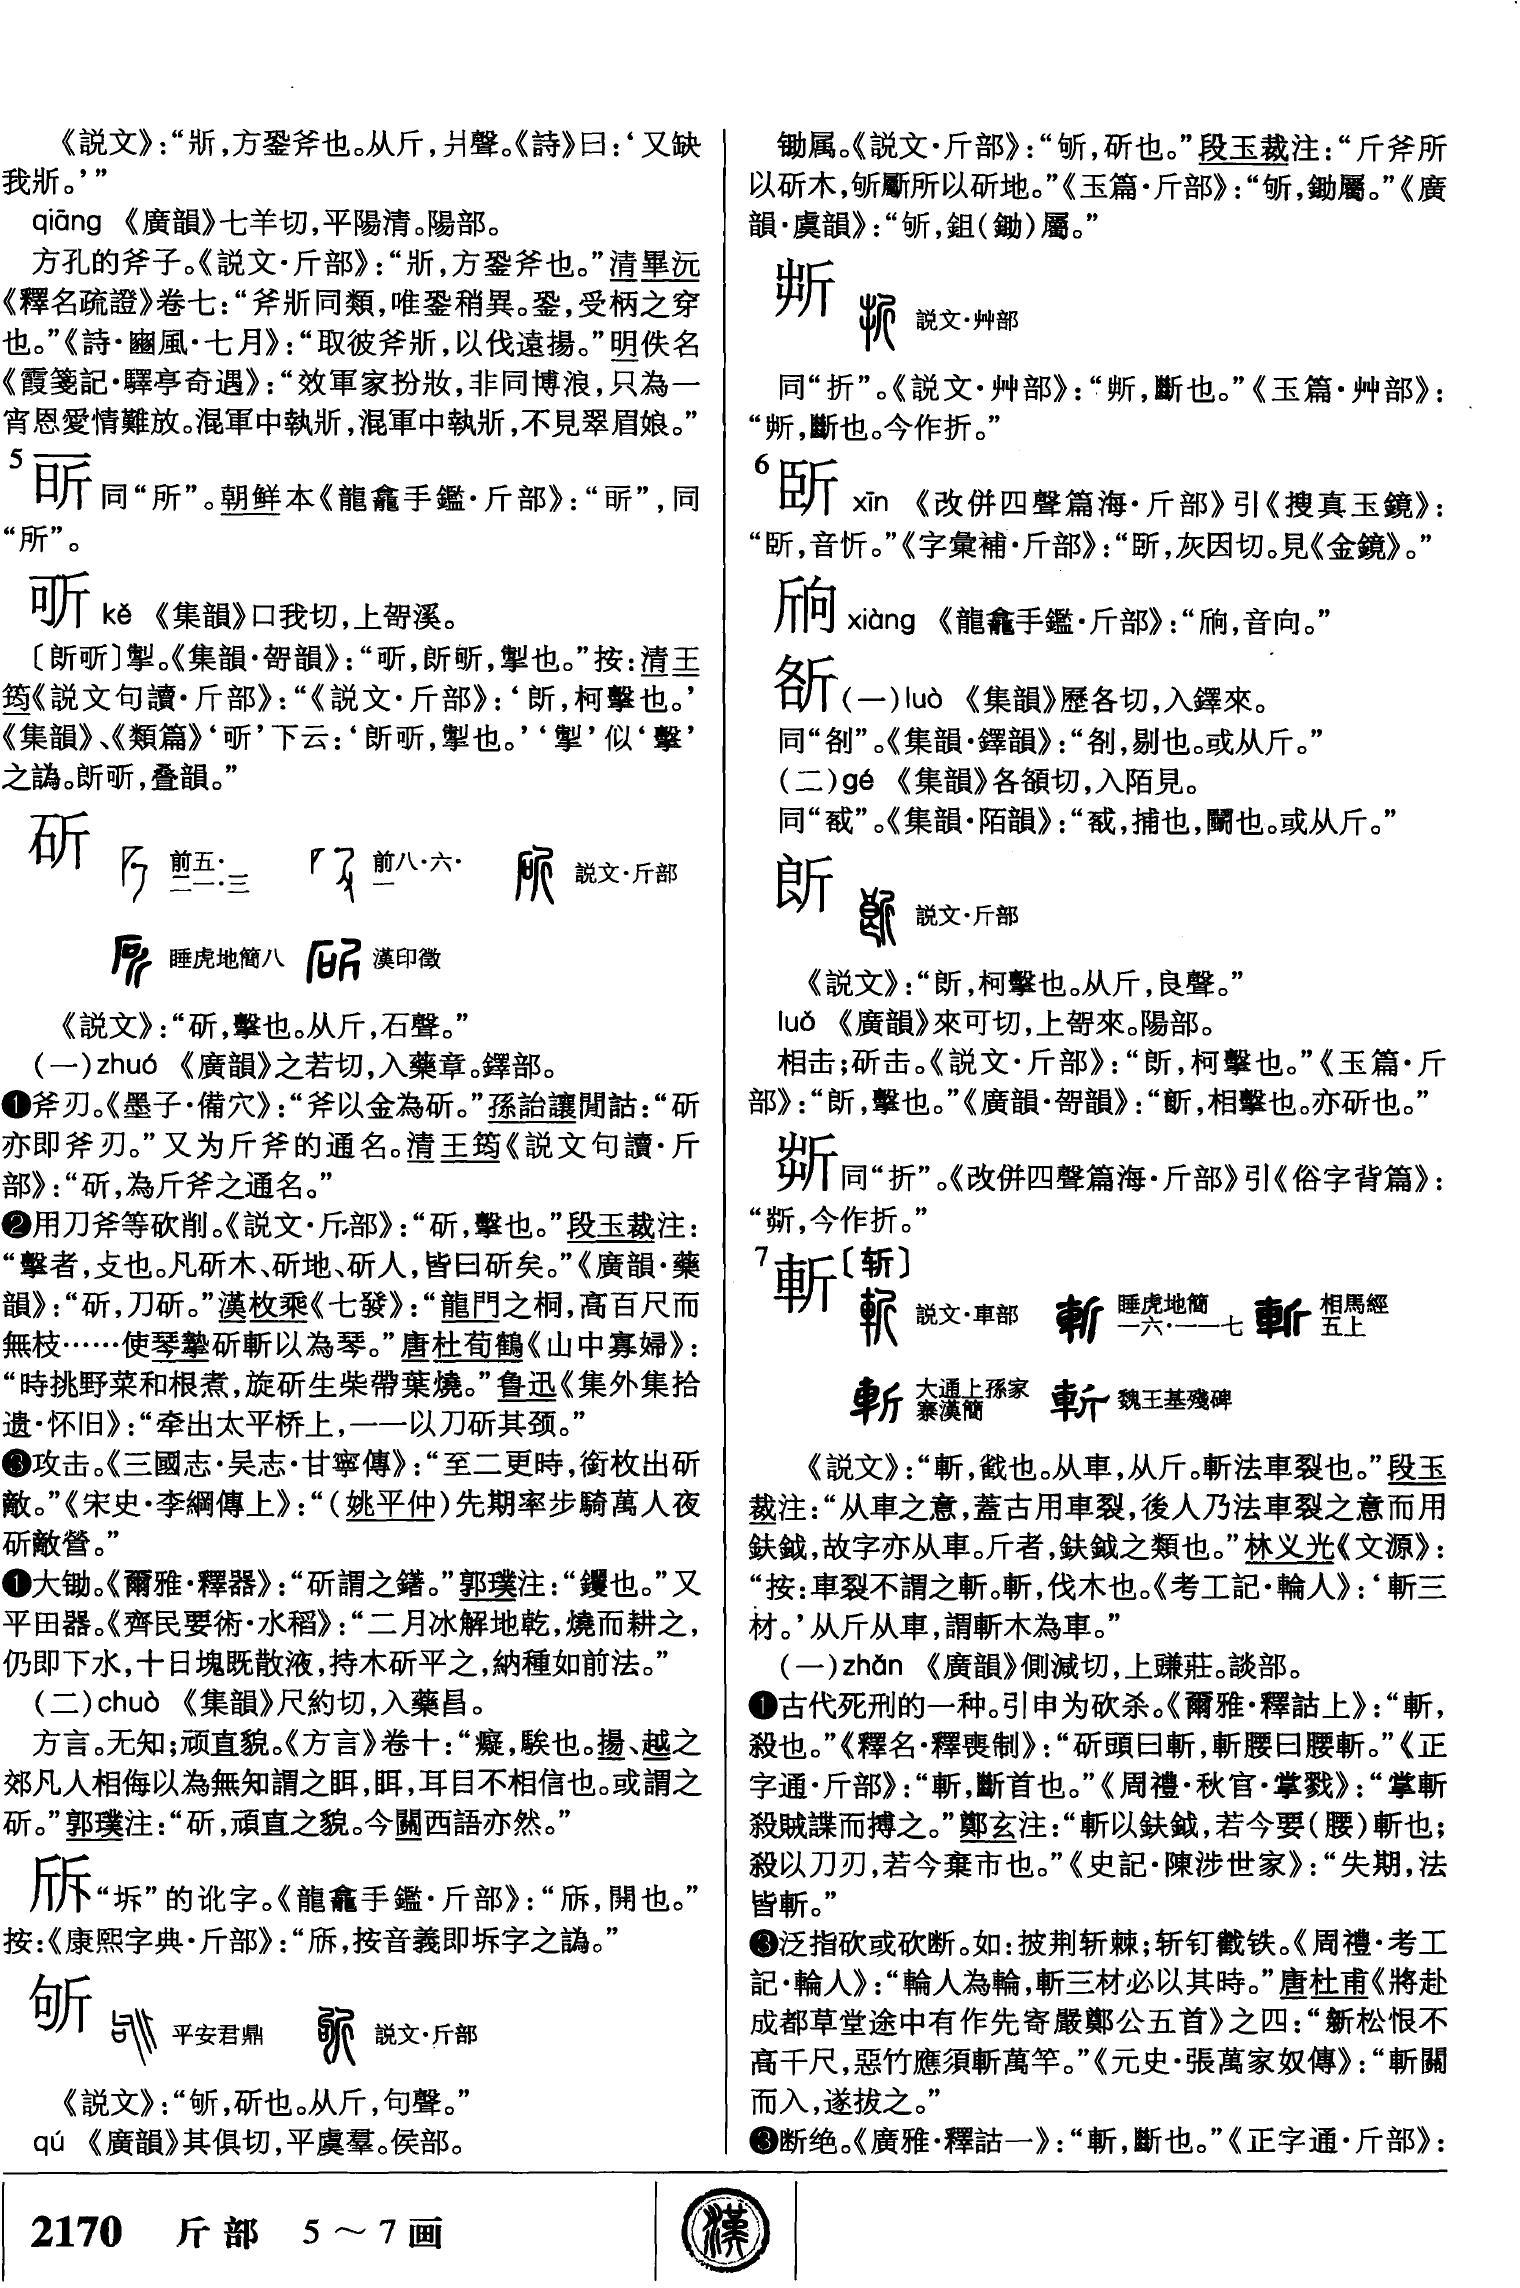 《説文》：“斨，方銎斧也。从斤，爿聲。《詩》曰：‘又缺
我斨。’”
qiāng 《廣韻》七羊切，平陽清。陽部。
方孔的斧子。《説文·斤部》：“斨，方銎斧也。”清畢沅
《釋名疏證》卷七：“斧斨同類，唯銎稍異。銎，受柄之穿
也。”《詩·豳風·七月》：“取彼斧斨，以伐遠揚。”明佚名
《霞箋記·驛亭奇遇》：“效軍家扮妝，非同博浪，只為一
宵恩愛情難放。混軍中執斨，混軍中執斨，不見翠眉娘。”
5 同“所”。朝鲜本《龍龕手鑑·斤部》：“ ”，同
“所”。
kě 《集韻》口我切，上哿溪。
〔 〕掣。《集韻·哿韻》：“ ，掣也。”按：清王
筠《説文句讀·斤部》：“《説文·斤部》：‘ ，柯擊也。’
《集韻》、《類篇》‘ ’下云：‘ ，掣也。’‘掣’似‘擊’
之譌。 ，叠韻。”
斫 前五·二一·三 前八·六·一 説文·斤部
睡虎地簡八 漢印徵
《説文》：“斫，擊也。从斤，石聲。”
（一）zhuó 《廣韻》之若切，入藥章。鐸部。
❶斧刃。《墨子·備穴》：“斧以金為斫。”孫詒讓閒詁：“斫
亦即斧刃。”又为斤斧的通名。清王筠《説文句讀·斤
部》：“斫，為斤斧之通名。”
❷用刀斧等砍削。《説文·斤部》：“斫，擊也。”段玉裁注：
“擊者，攴也。凡斫木、斫地、斫人，皆曰斫矣。”《廣韻·藥
韻》：“斫，刀斫。”漢枚乘《七發》：“龍門之桐，高百尺而
無枝……使琴摯斫斬以為琴。”唐杜荀鶴《山中寡婦》：
“時挑野菜和根煮，旋斫生柴帶葉燒。”鲁迅《集外集拾
遗·怀旧》：“牵出太平桥上，一一以刀斫其颈。”
❸攻击。《三國志·吴志·甘寧傳》：“至二更時，銜枚出斫
敵。”《宋史·李綱傳上》：“（姚平仲）先期率步騎萬人夜
斫敵營。”
❶大锄。《爾雅·釋器》：“斫謂之鐯。”郭璞注：“钁也。”又
平田器。《齊民要術·水稻》：“二月冰解地乾，燒而耕之，
仍即下水，十日塊既散液，持木斫平之，納種如前法。”
（二）chuò 《集韻》尺約切，入藥昌。
方言。无知；顽直貌。《方言》卷十：“癡，騃也。揚、越之
郊凡人相侮以為無知謂之眲，眲，耳目不相信也。或謂之
斫。”郭璞注：“斫，頑直之貌。今關西語亦然。”
“坼”的讹字。《龍龕手鑑·斤部》：“ ，開也。”
按：《康熙字典·斤部》：“ ，按音義即坼字之譌。”
斪 平安君鼎 説文·斤部
《説文》：“斪，斫也。从斤，句聲。”
qú 《廣韻》其俱切，平虞羣。侯部。
锄属。《説文·斤部》：“斪，斫也。”段玉裁注：“斤斧所
以斫木，斪斸所以斫地。”《玉篇·斤部》：“斪，鋤屬。”《廣
韻·虞韻》：“斪，鉏（鋤）屬。”
𣂚 説文·艸部
同“折”。《説文·艸部》：“ ，斷也。”《玉篇·艸部》：
“ ，斷也。今作折。”
6 xīn 《改併四聲篇海·斤部》引《搜真玉鏡》：
“ ，音忻。”《字彙補·斤部》：“ ，灰因切。見《金鏡》。”
xiàng 《龍龕手鑑·斤部》：“ ，音向。”
（一）luò 《集韻》歷各切，入鐸來。
同“剆”。《集韻·鐸韻》：“ ，剔也。或从斤。”
（二）gé 《集韻》各頟切，入陌見。
同“ ”。《集韻·陌韻》：“ ，捕也，鬭也。或从斤。”
説文·斤部
《説文》：“ ，柯擊也。从斤，良聲。”
luǒ 《廣韻》來可切，上哿來。陽部。
相击；斫击。《説文·斤部》：“ ，柯擊也。”《玉篇·斤
部》：“ ，擊也。”《廣韻·哿韻》：“ ，相擊也。亦斫也。”
同“折”。《改併四聲篇海·斤部》引《俗字背篇》：
“ ，今作折。”
7 斬〔斩〕 説文·車部 睡虎地簡一六·一一七 相馬經五上
大通上孫家寨漢簡 魏王基殘碑
《説文》：“斬，截也。从車，从斤。斬法車裂也。”段玉
裁注：“从車之意，蓋古用車裂，後人乃法車裂之意而用
鈇鉞，故字亦从車。斤者，鈇鉞之類也。”林义光《文源》：
“按：車裂不謂之斬。斬，伐木也。《考工記·輪人》：‘斬三
材。’从斤从車，謂斬木為車。”
（一）zhǎn 《廣韻》側減切，上豏莊。談部。
❶古代死刑的一种。引申为砍杀。《爾雅·釋詁上》：“斬，
殺也。”《釋名·釋喪制》：“斫頭曰斬，斬腰曰腰斬。”《正
字通·斤部》：“斬，斷首也。”《周禮·秋官·掌戮》：“掌斬
殺賊諜而搏之。”鄭玄注：“斬以鈇鉞，若今要（腰）斬也；
殺以刀刃，若今棄市也。”《史記·陳涉世家》：“失期，法
皆斬。”
❸泛指砍或砍断。如：披荆斩棘；斩钉截铁。《周禮·考工
記·輪人》：“輪人為輪，斬三材必以其時。”唐杜甫《將赴
成都草堂途中有作先寄嚴鄭公五首》之四：“新松恨不
高千尺，惡竹應須斬萬竿。”《元史·張萬家奴傳》：“斬關
而入，遂拔之。”
❸断绝。《廣雅·釋詁一》：“斬，斷也。”《正字通·斤部》：
2170 斤部 5～7画
漢